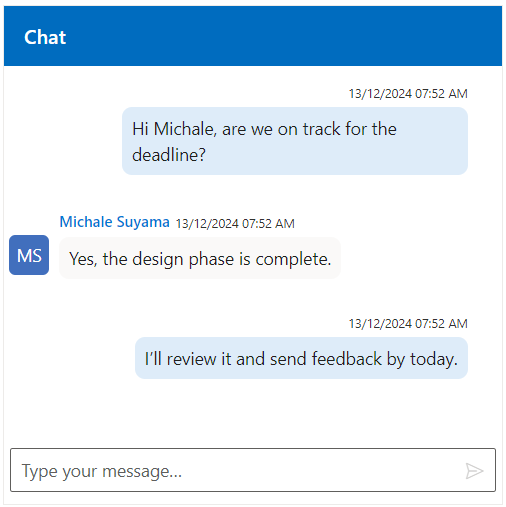 Chat
13/12/2024 07:52 AM
Hi Michale, are we on track for the
deadline?
Michale Suyama 13/12/2024 07:52 AM
MS
Yes, the design phase is complete.
13/12/2024 07:52 AM
I’ll review it and send feedback by today.
Type your message…